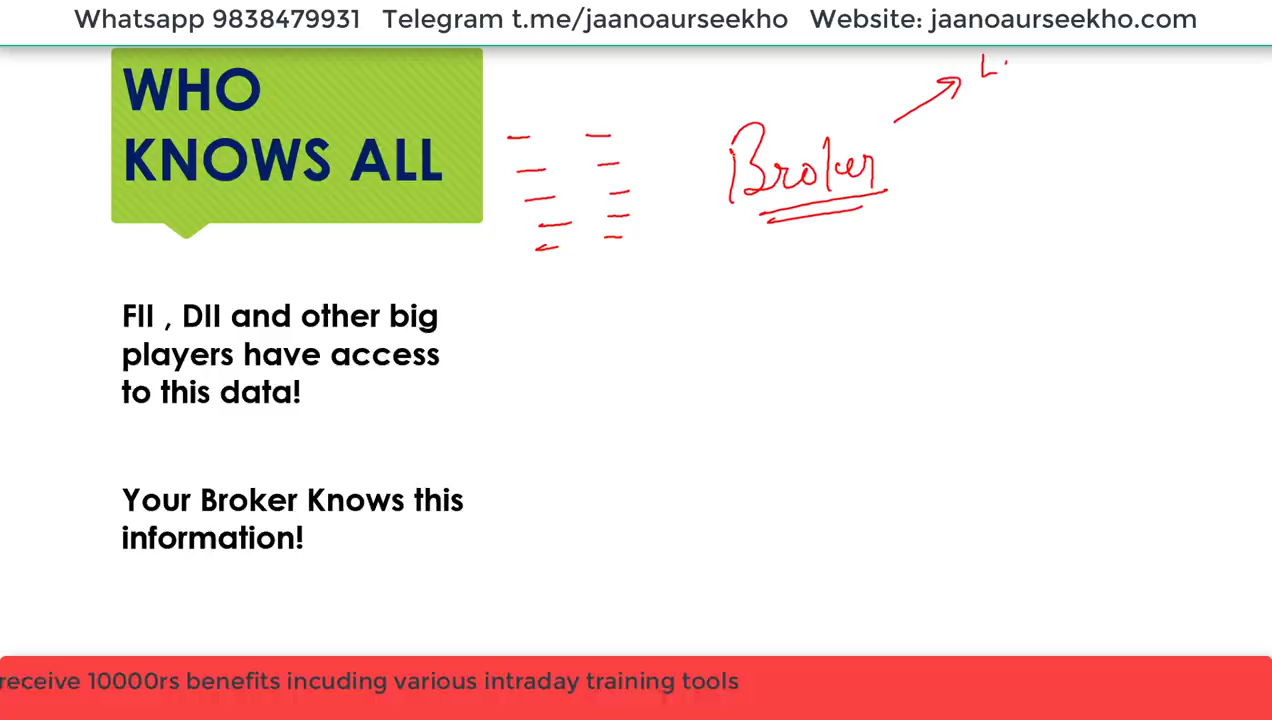 Whatsapp 9838479931 Telegram t.me/jaanoaurseekho Website: jaanoaurseekho.com
WHO
KNOWS ALL
Broker
FII , DII and other big
players have access
to this data!
Your Broker Knows this
information!
receive 10000rs benefits incuding various intraday training tools